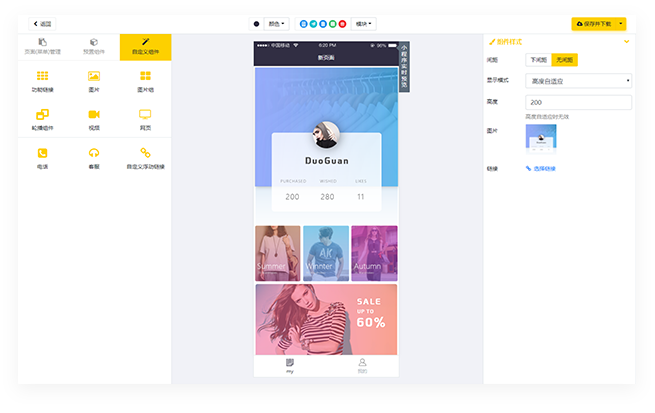 返回
颜色
模块
保存并下载
页面(菜单)管理
预置组件
自定义组件
功能链接
图片
图片组
轮播组件
视频
网页
电话
客服
自定义浮动链接
中国移动
6:20 PM
96%
新页面
小程序实时预览
DuoGuan
PURCHASED
WISHED
LIKES
200
280
11
Summer
AK
Winnter
Autumn
SALE
UP TO
60%
my
我的
组件样式
间距
下间距
无间距
显示模式
高度自适应
高度
200
高度自适应时无效
图片
链接
选择链接